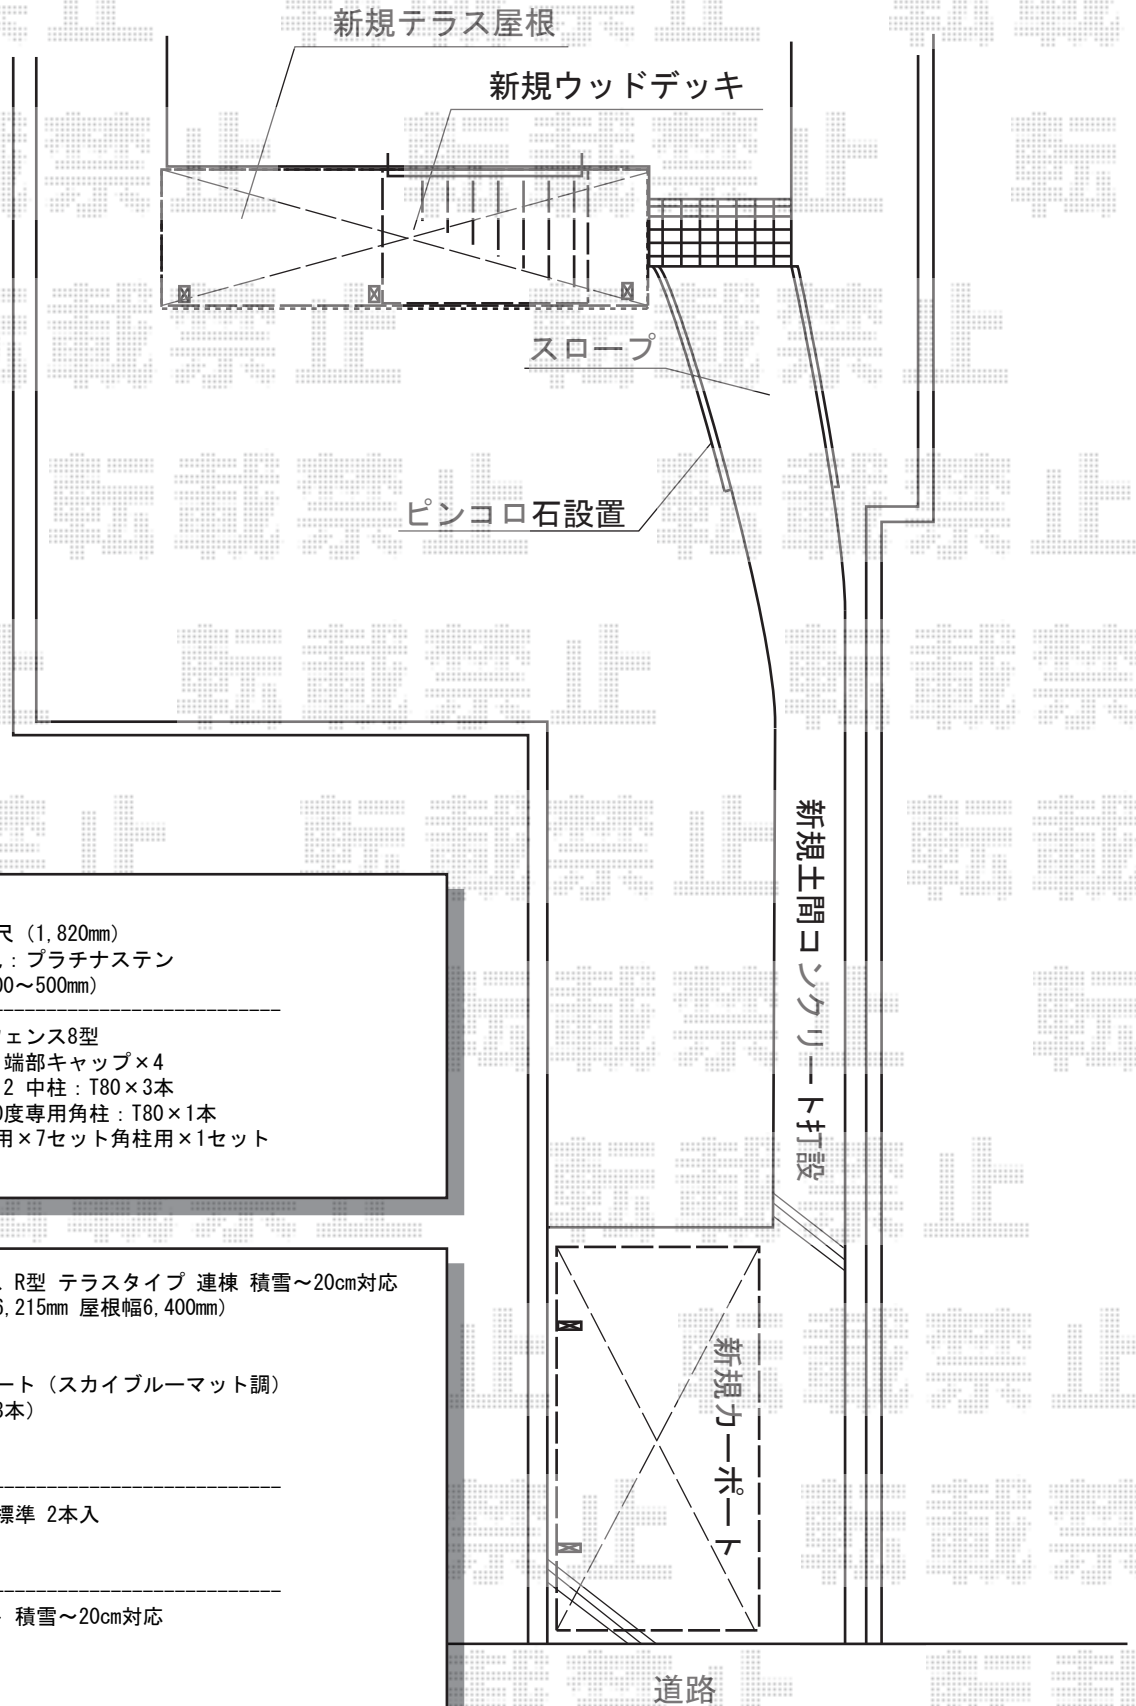 新規テラス屋根
新規ウッドデッキ
スロープ
ピンコロ石設置
新規土間コンクリート打設
尺（1,820mm）
：プラチナステン
00～500mm）
ェンス8型
端部キャップ×4
2 中柱：T80×3本
0度専用角柱：T80×1本
用×7セット角柱用×1セット
R型 テラスタイプ 連棟 積雪～20cm対応
6,215mm 屋根幅6,400mm）
ート（スカイブルーマット調）
3本）
標準 2本入
積雪～20cm対応
新規カーポート
道路
転載禁止